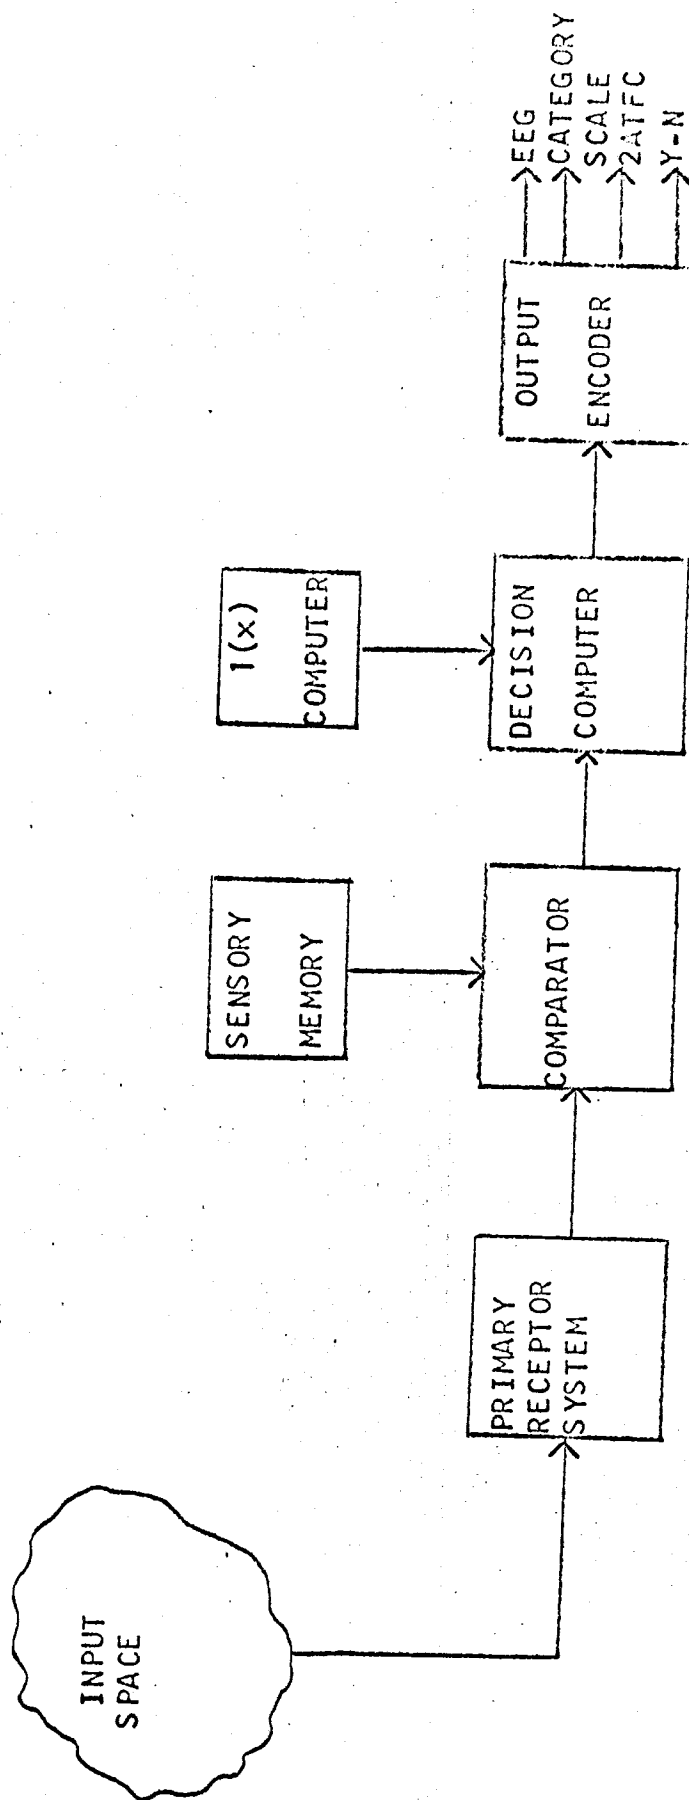 INPUT
SPACE
PRIMARY
RECEPTOR
SYSTEM
SENSORY
MEMORY
COMPARATOR
l(x)
COMPUTER
DECISION
COMPUTER
OUTPUT
ENCODER
EEG
CATEGORY
SCALE
2ATFC
Y-N